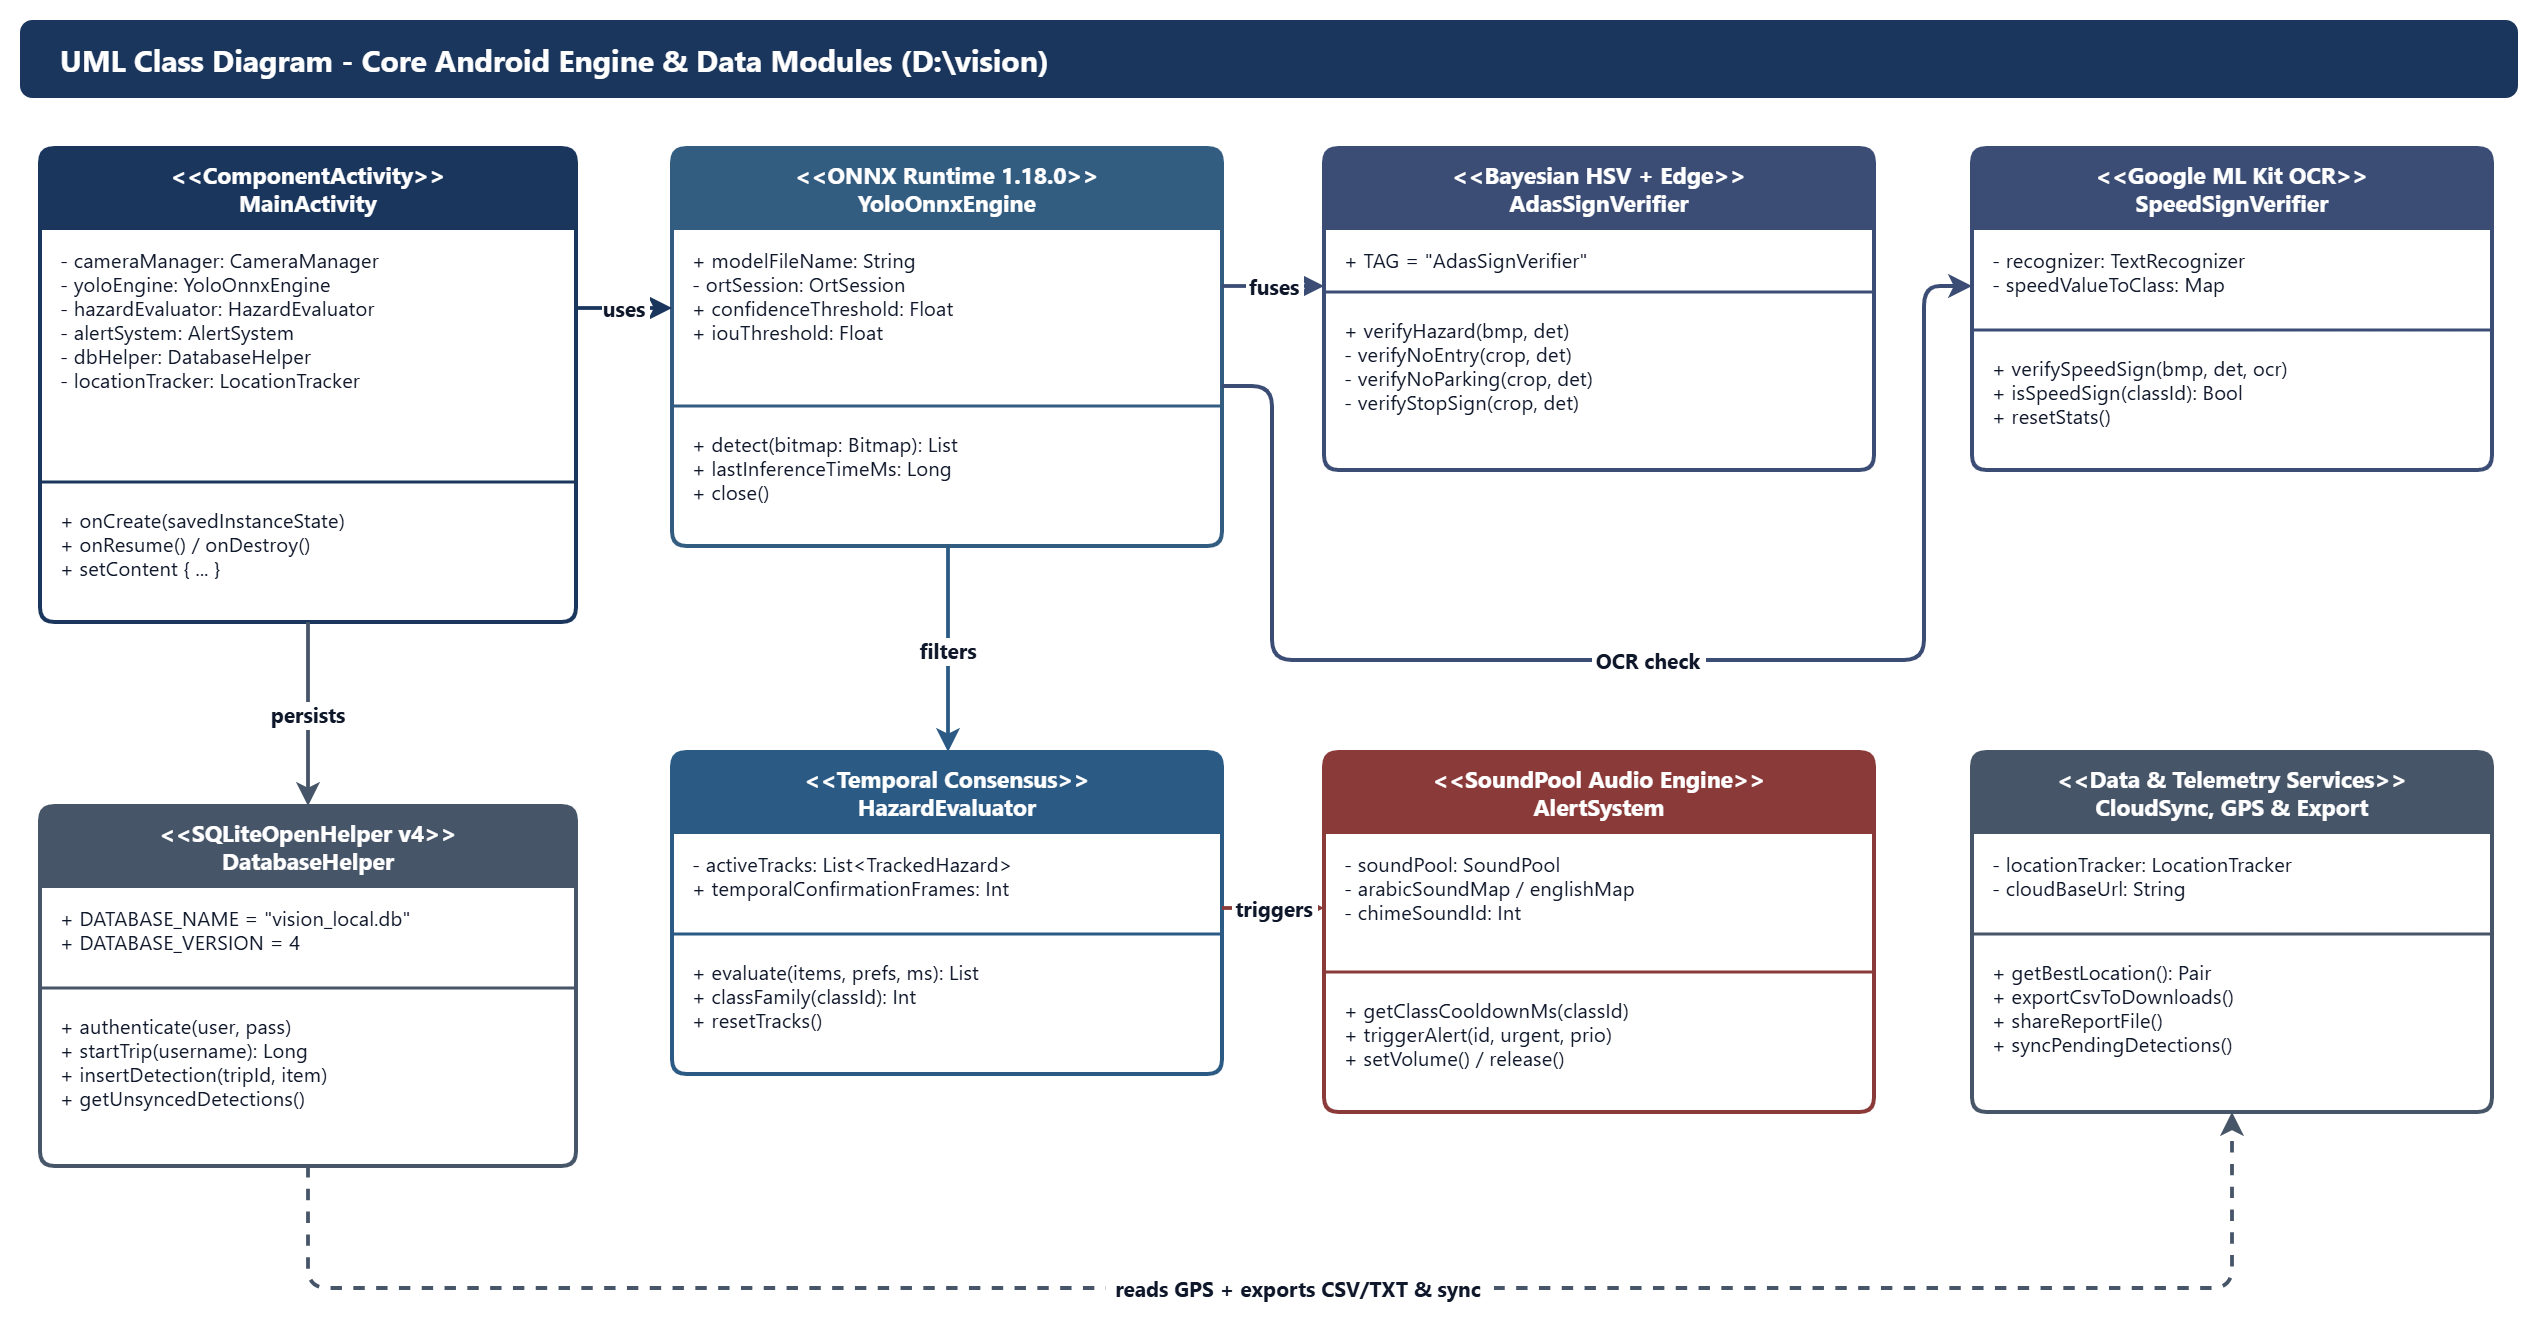 UML Class Diagram - Core Android Engine & Data Modules (D:\vision)
<<ComponentActivity>>
MainActivity
- cameraManager: CameraManager
- yoloEngine: YoloOnnxEngine
- hazardEvaluator: HazardEvaluator
- alertSystem: AlertSystem
- dbHelper: DatabaseHelper
- locationTracker: LocationTracker
+ onCreate(savedInstanceState)
+ onResume() / onDestroy()
+ setContent { ... }
uses
<<ONNX Runtime 1.18.0>>
YoloOnnxEngine
+ modelFileName: String
- ortSession: OrtSession
+ confidenceThreshold: Float
+ iouThreshold: Float
+ detect(bitmap: Bitmap): List
+ lastInferenceTimeMs: Long
+ close()
fuses
<<Bayesian HSV + Edge>>
AdasSignVerifier
+ TAG = "AdasSignVerifier"
+ verifyHazard(bmp, det)
- verifyNoEntry(crop, det)
- verifyNoParking(crop, det)
- verifyStopSign(crop, det)
<<Google ML Kit OCR>>
SpeedSignVerifier
- recognizer: TextRecognizer
- speedValueToClass: Map
+ verifySpeedSign(bmp, det, ocr)
+ isSpeedSign(classId): Bool
+ resetStats()
filters
OCR check
persists
<<SQLiteOpenHelper v4>>
DatabaseHelper
+ DATABASE_NAME = "vision_local.db"
+ DATABASE_VERSION = 4
+ authenticate(user, pass)
+ startTrip(username): Long
+ insertDetection(tripId, item)
+ getUnsyncedDetections()
<<Temporal Consensus>>
HazardEvaluator
- activeTracks: List<TrackedHazard>
+ temporalConfirmationFrames: Int
+ evaluate(items, prefs, ms): List
+ classFamily(classId): Int
+ resetTracks()
triggers
<<SoundPool Audio Engine>>
AlertSystem
- soundPool: SoundPool
- arabicSoundMap / englishMap
- chimeSoundId: Int
+ getClassCooldownMs(classId)
+ triggerAlert(id, urgent, prio)
+ setVolume() / release()
<<Data & Telemetry Services>>
CloudSync, GPS & Export
- locationTracker: LocationTracker
- cloudBaseUrl: String
+ getBestLocation(): Pair
+ exportCsvToDownloads()
+ shareReportFile()
+ syncPendingDetections()
reads GPS + exports CSV/TXT & sync